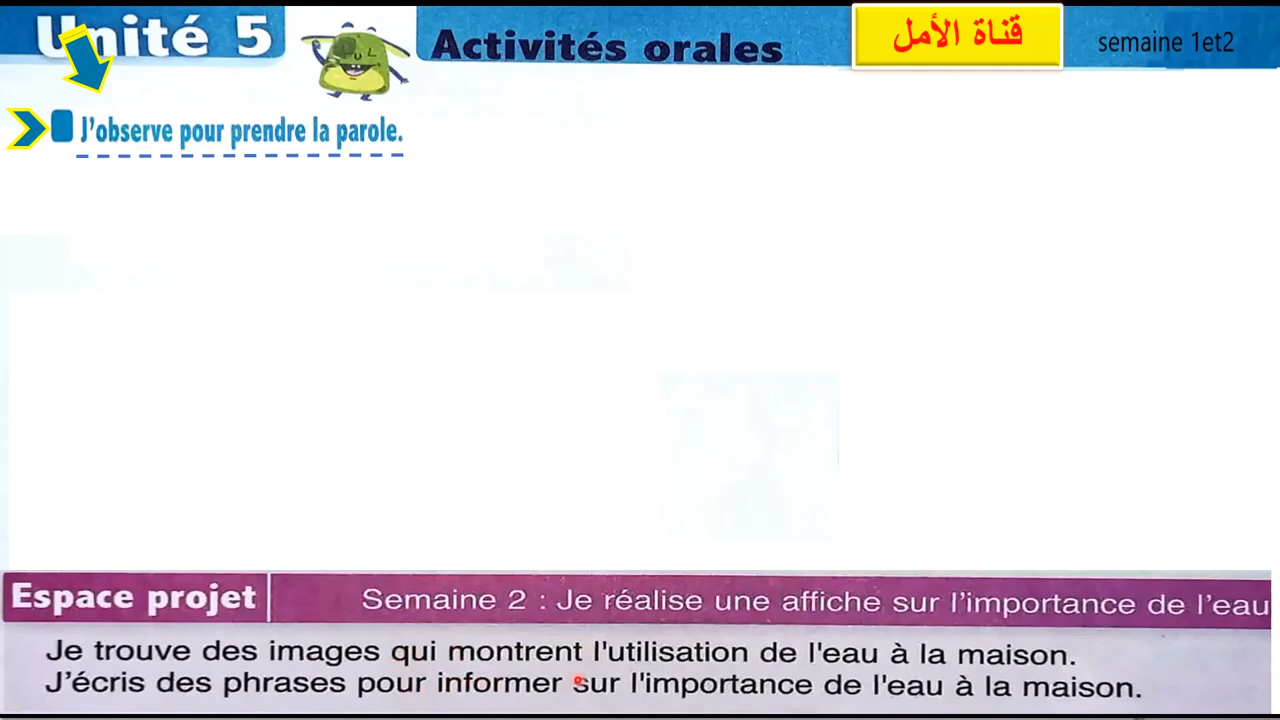 Unité 5
Activités orales
قناة الأمل
semaine 1et2
J'observe pour prendre la parole.
Espace projet
Semaine 2 : Je réalise une affiche sur l'importance de l'eau
Je trouve des images qui montrent l'utilisation de l'eau à la maison.
J'écris des phrases pour informer sur l'importance de l'eau à la maison.